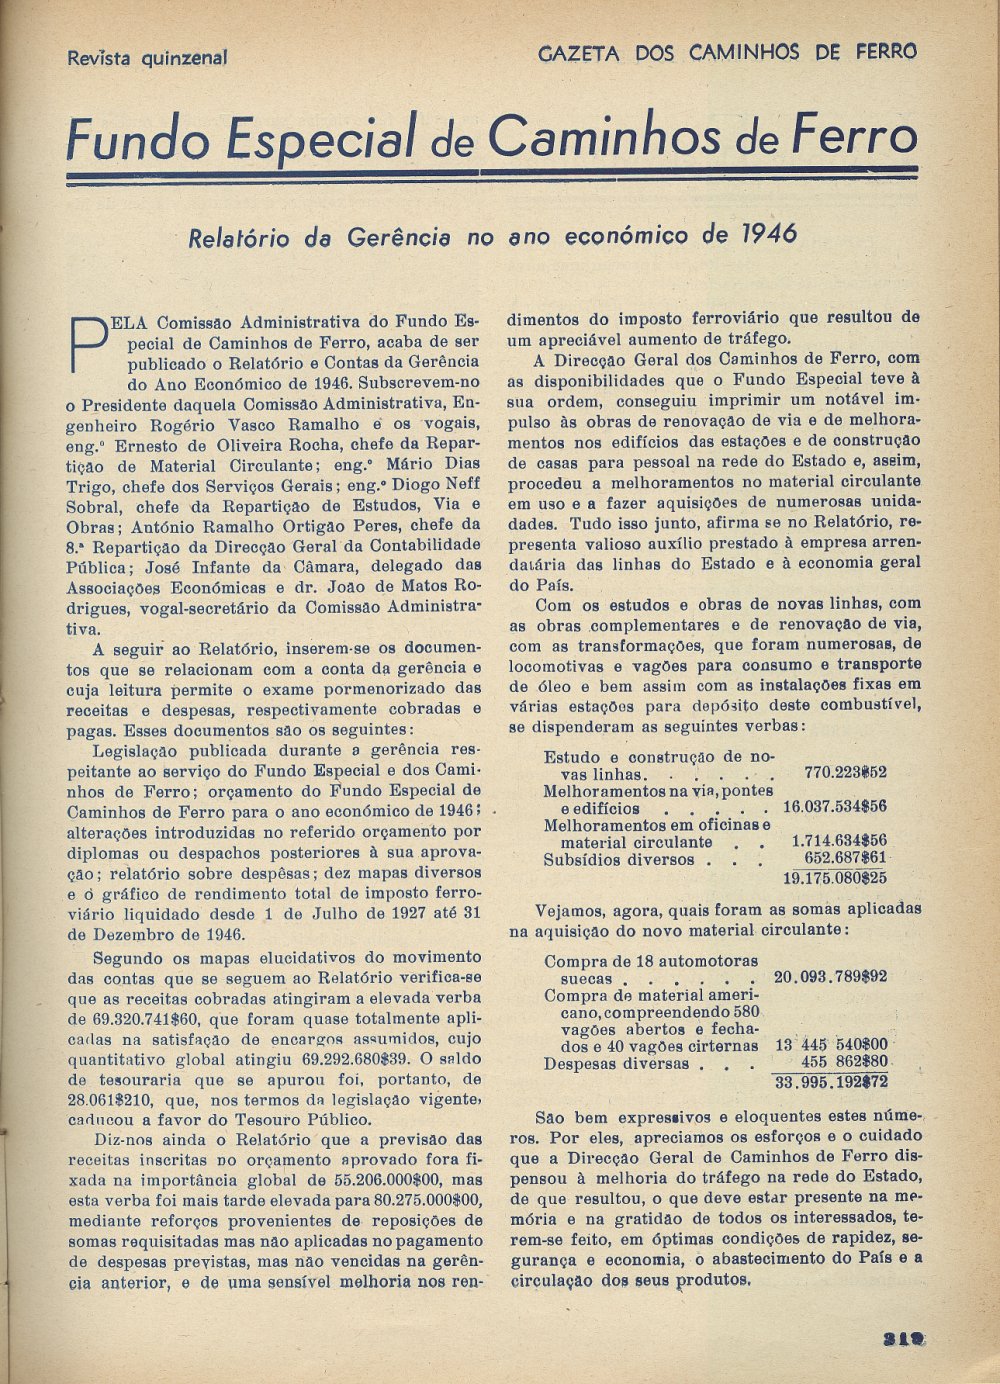 Revista quinzenal
GAZETA DOS CAMINHOS DE FERRO
Fundo Especial de Caminhos de Ferro
Relatório da Gerência no ano económico de 1946
PELA Comissão Administrativa do Fundo Es-
pecial de Caminhos de Ferro, acaba de ser
publicado o Relatório e Contas da Gerência
do Ano Económico de 1946. Subscrevem-no
o Presidente daquela Comissão Administrativa, En-
genheiro Rogério Vasco Ramalho e os vogais,
eng.º Ernesto de Oliveira Rocha, chefe da Repar-
tição de Material Circulante; eng.º Mário Dias
Trigo, chefe dos Serviços Gerais; eng.º Diogo Neff
Sobral, chefe da Repartição de Estudos, Via e
Obras; António Ramalho Ortigão Peres, chefe da
8.ª Repartição da Direcção Geral da Contabilidade
Pública; José Infante da Câmara, delegado das
Associações Económicas e dr. João de Matos Ro-
drigues, vogal-secretário da Comissão Administra-
tiva.
A seguir ao Relatório, inserem-se os documen-
tos que se relacionam com a conta da gerência e
cuja leitura permite o exame pormenorizado das
receitas e despesas, respectivamente cobradas e
pagas. Esses documentos são os seguintes:
Legislação publicada durante a gerência res-
peitante ao serviço do Fundo Especial e dos Cami-
nhos de Ferro; orçamento do Fundo Especial de
Caminhos de Ferro para o ano económico de 1946;
alterações introduzidas no referido orçamento por
diplomas ou despachos posteriores à sua aprova-
ção; relatório sobre despêsas; dez mapas diversos
e o gráfico de rendimento total de imposto ferro-
viário liquidado desde 1 de Julho de 1927 até 31
de Dezembro de 1946.
Segundo os mapas elucidativos do movimento
das contas que se seguem ao Relatório verifica-se
que as receitas cobradas atingiram a elevada verba
de 69.320.741$60, que foram quase totalmente apli-
cadas na satisfação de encargos assumidos, cujo
quantitativo global atingiu 69.292.680$39. O saldo
de tesouraria que se apurou foi, portanto, de
28.061$210, que, nos termos da legislação vigente,
caducou a favor do Tesouro Público.
Diz-nos ainda o Relatório que a previsão das
receitas inscritas no orçamento aprovado fora fi-
xada na importância global de 55.206.000$00, mas
esta verba foi mais tarde elevada para 80.275.000$00,
mediante reforços provenientes de reposições de
somas requisitadas mas não aplicadas no pagamento
de despesas previstas, mas não vencidas na gerên-
cia anterior, e de uma sensível melhoria nos ren-
dimentos do imposto ferroviário que resultou de
um apreciável aumento de tráfego.
A Direcção Geral dos Caminhos de Ferro, com
as disponibilidades que o Fundo Especial teve à
sua ordem, conseguiu imprimir um notável im-
pulso às obras de renovação de via e de melhora-
mentos nos edifícios das estações e de construção
de casas para pessoal na rede do Estado e, assim,
procedeu a melhoramentos no material circulante
em uso e a fazer aquisições de numerosas unida-
dades. Tudo isso junto, afirma se no Relatório, re-
presenta valioso auxílio prestado à empresa arren-
datária das linhas do Estado e à economia geral
do País.
Com os estudos e obras de novas linhas, com
as obras complementares e de renovação de via,
com as transformações, que foram numerosas, de
locomotivas e vagões para consumo e transporte
de óleo e bem assim com as instalações fixas em
várias estações para depósito deste combustível,
se dispenderam as seguintes verbas:
Estudo e construção de no-
vas linhas. . . . . . 770.223$52
Melhoramentos na via, pontes
e edifícios . . . . . 16.037.534$56
Melhoramentos em oficinas e
material circulante . . 1.714.634$56
Subsídios diversos . . . 652.687$61
19.175.080$25
Vejamos, agora, quais foram as somas aplicadas
na aquisição do novo material circulante:
Compra de 18 automotoras
suecas . . . . . . 20.093.789$92
Compra de material ameri-
cano, compreendendo 580
vagões abertos e fecha-
dos e 40 vagões cirternas 13 445 540$00
Despesas diversas . . . 455 862$80
33.995.192$72
São bem expressivos e eloquentes estes núme-
ros. Por eles, apreciamos os esforços e o cuidado
que a Direcção Geral de Caminhos de Ferro dis-
pensou à melhoria do tráfego na rede do Estado,
de que resultou, o que deve estar presente na me-
mória e na gratidão de todos os interessados, te-
rem-se feito, em óptimas condições de rapidez, se-
gurança e economia, o abastecimento do País e a
circulação dos seus produtos.
319